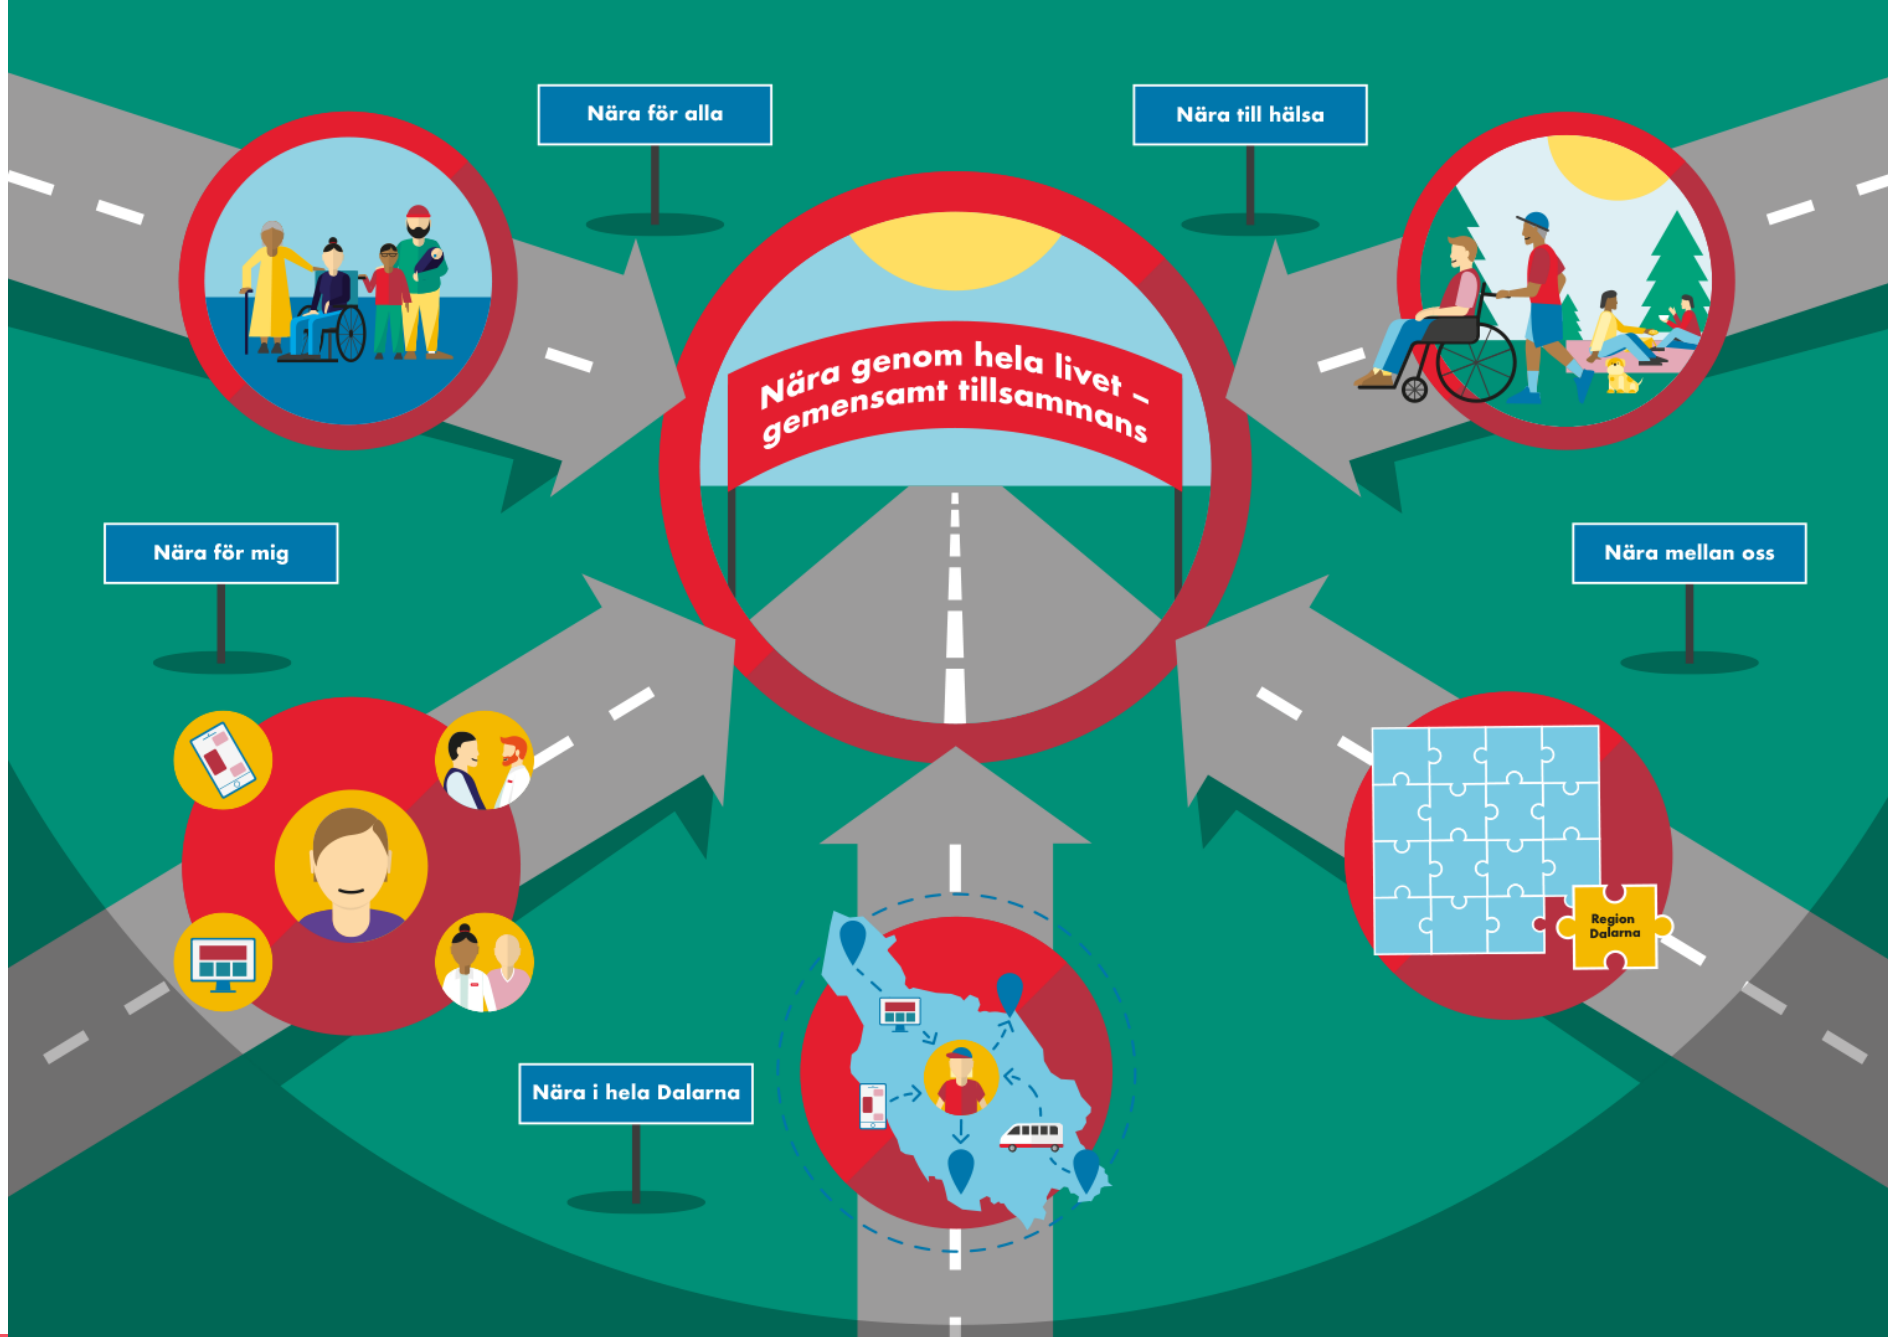 Nära för alla
Nära till hälsa
Nära genom hela livet –
gemensamt tillsammans
Nära för mig
Nära mellan oss
Region
Dalarna
Nära i hela Dalarna